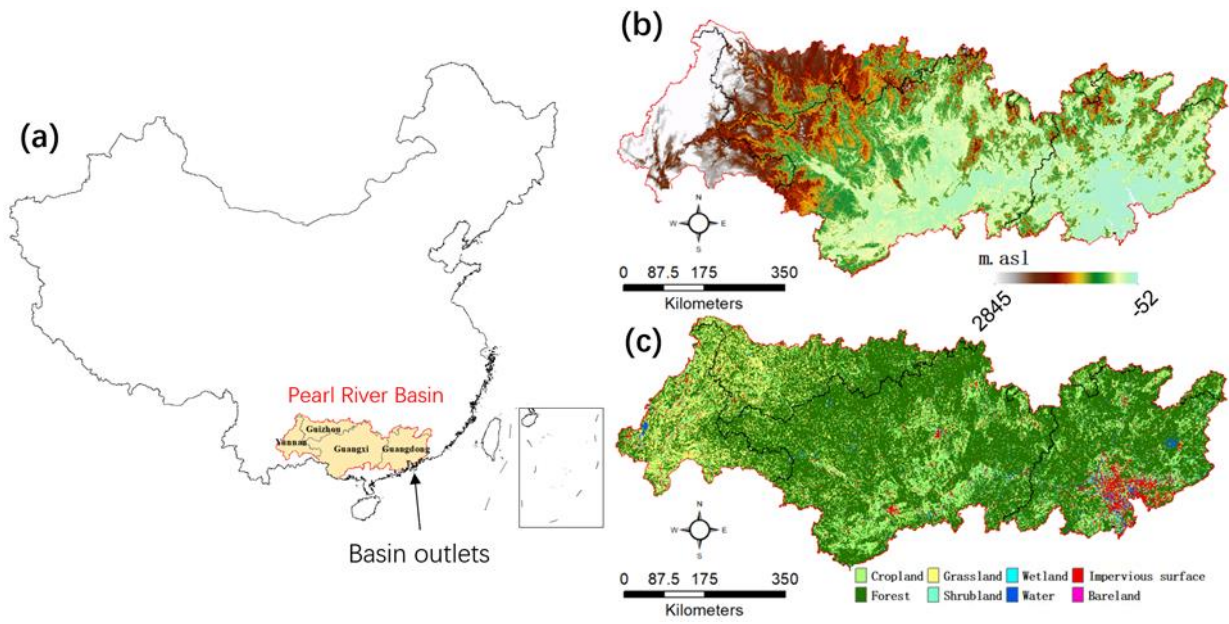 (a)
Pearl River Basin
Guizhou
Yunnan
Guangxi
Guangdong
Basin outlets
(b)
N
W E
S
0 87.5 175 350
Kilometers
m.asl
2845
-52
(c)
N
W E
S
0 87.5 175 350
Kilometers
Cropland Grassland Wetland Impervious surface
Forest Shrubland Water Bareland